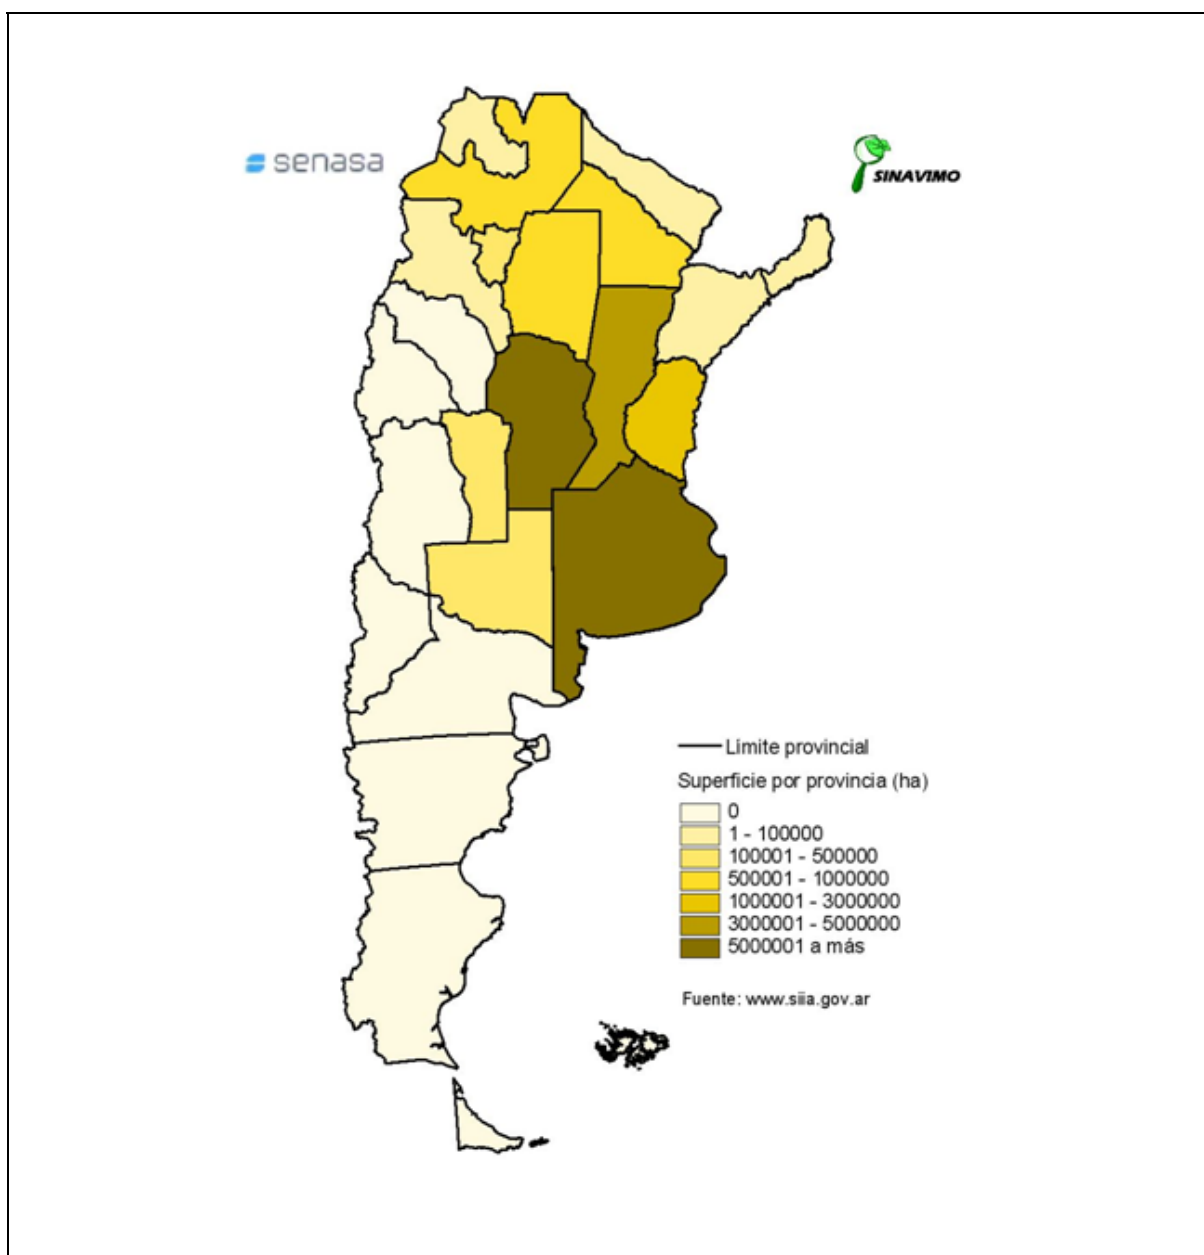 senasa
SINAVIMO
Limite provincial
Superficie por provincia (ha)
0
1 - 100000
100001 - 500000
500001 - 1000000
1000001 - 3000000
3000001 - 5000000
5000001 a más
Fuente: www.siia.gov.ar